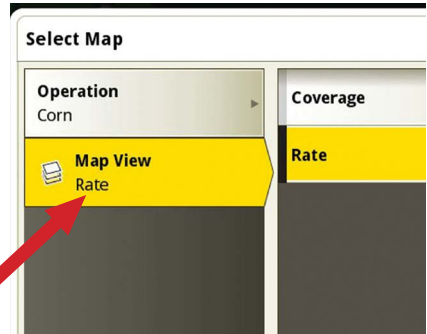 Select Map
Operation
Corn
Map View
Rate
Coverage
Rate